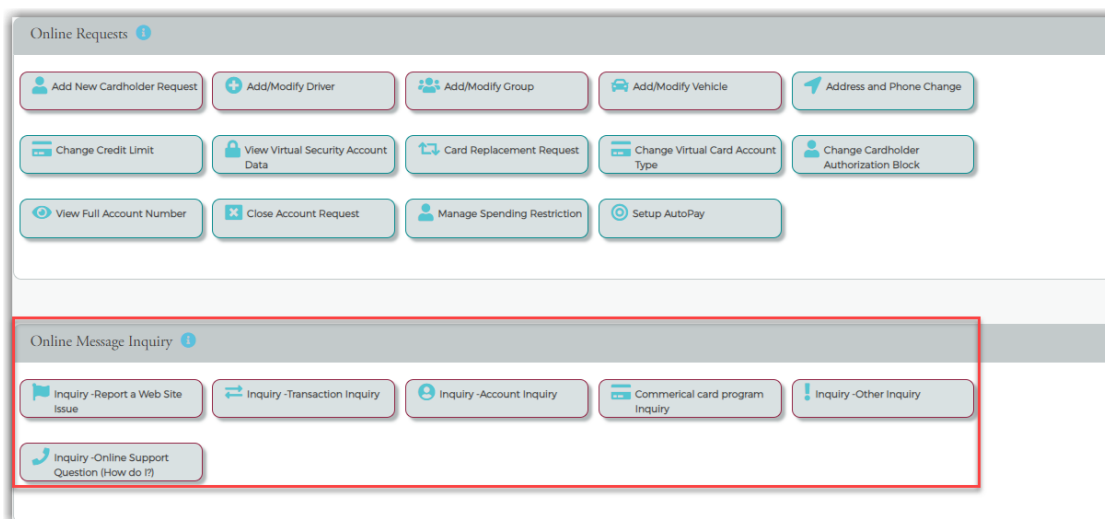 Online Requests
Add New Cardholder Request
Add/Modify Driver
Add/Modify Group
Add/Modify Vehicle
Address and Phone Change
Change Credit Limit
View Virtual Security Account
Data
Card Replacement Request
Change Virtual Card Account
Type
Change Cardholder
Authorization Block
View Full Account Number
Close Account Request
Manage Spending Restriction
Setup AutoPay
Online Message Inquiry
Inquiry -Report a Web Site
Issue
Inquiry -Transaction Inquiry
Inquiry -Account Inquiry
Commerical card program
Inquiry
Inquiry -Other Inquiry
Inquiry -Online Support
Question (How do I?)